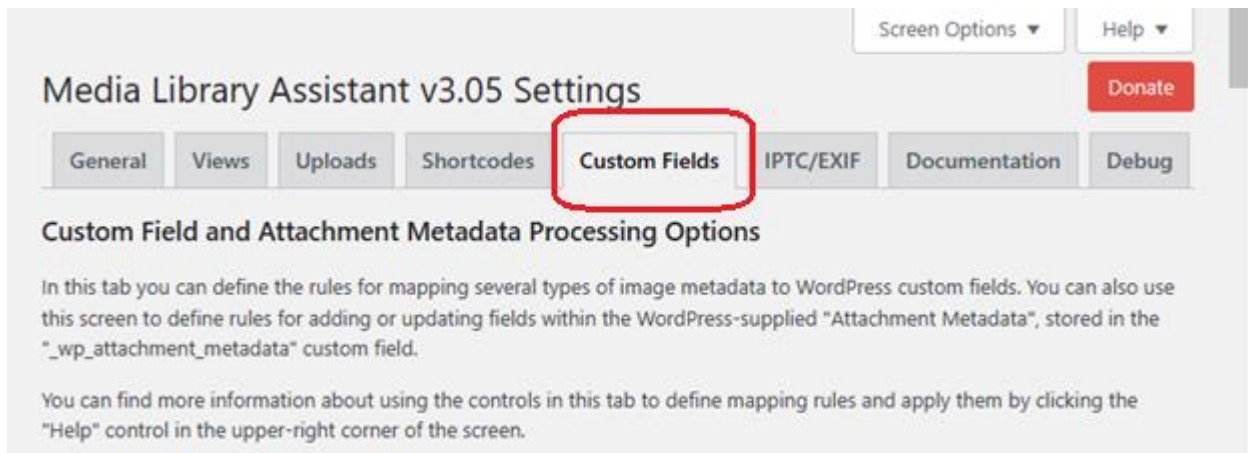 Screen Options ▼ Help ▼
Media Library Assistant v3.05 Settings Donate
General Views Uploads Shortcodes Custom Fields IPTC/EXIF Documentation Debug
Custom Field and Attachment Metadata Processing Options
In this tab you can define the rules for mapping several types of image metadata to WordPress custom fields. You can also use
this screen to define rules for adding or updating fields within the WordPress-supplied "Attachment Metadata", stored in the
"_wp_attachment_metadata" custom field.
You can find more information about using the controls in this tab to define mapping rules and apply them by clicking the
"Help" control in the upper-right corner of the screen.